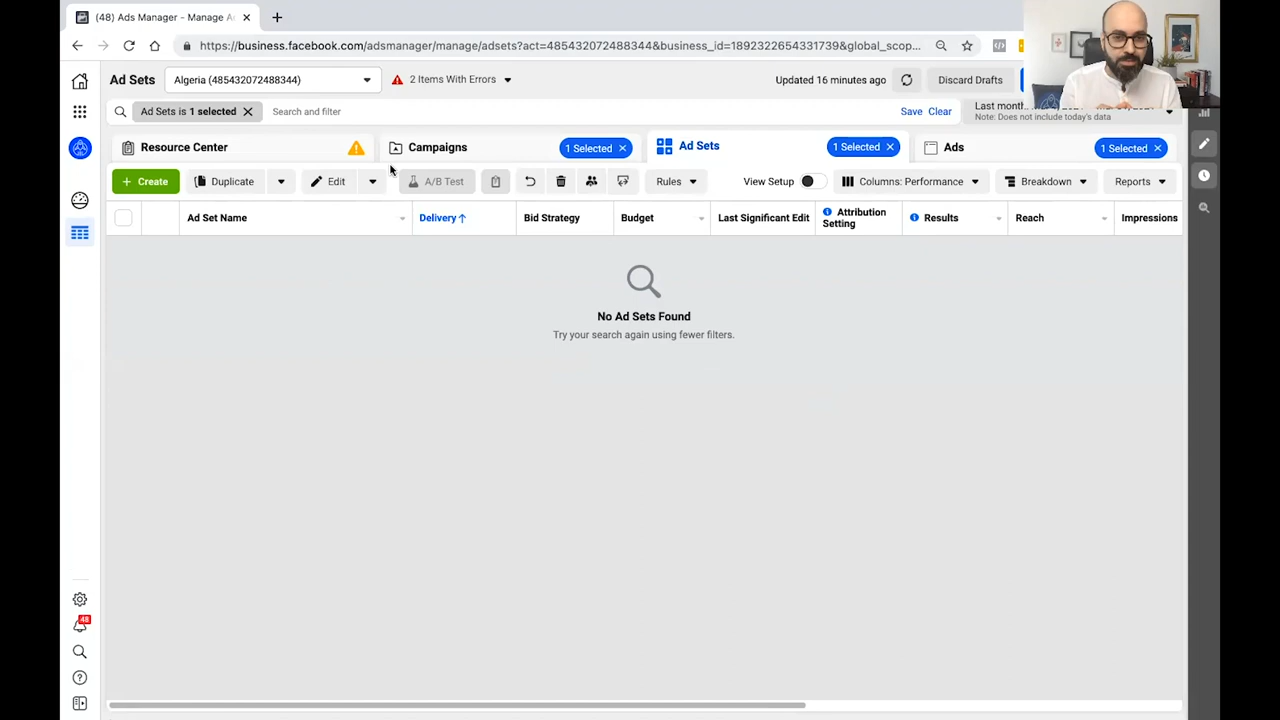 (48) Ads Manager - Manage A
https://business.facebook.com/adsmanager/manage/adsets?act=485432072488344&business_id=1892322654331739&global_scop...
Ad Sets
Algeria (485432072488344)
2 Items With Errors
Updated 16 minutes ago
Discard Drafts
Ad Sets is 1 selected
Search and filter
Save
Clear
Note: Does not include today's data
Resource Center
Campaigns
1 Selected
Ad Sets
1 Selected
Ads
1 Selected
+ Create
Duplicate
Edit
A/B Test
Rules
View Setup
Columns: Performance
Breakdown
Reports
Ad Set Name
Delivery ↑
Bid Strategy
Budget
Last Significant Edit
Attribution
Setting
Results
Reach
Impressions
No Ad Sets Found
Try your search again using fewer filters.
48